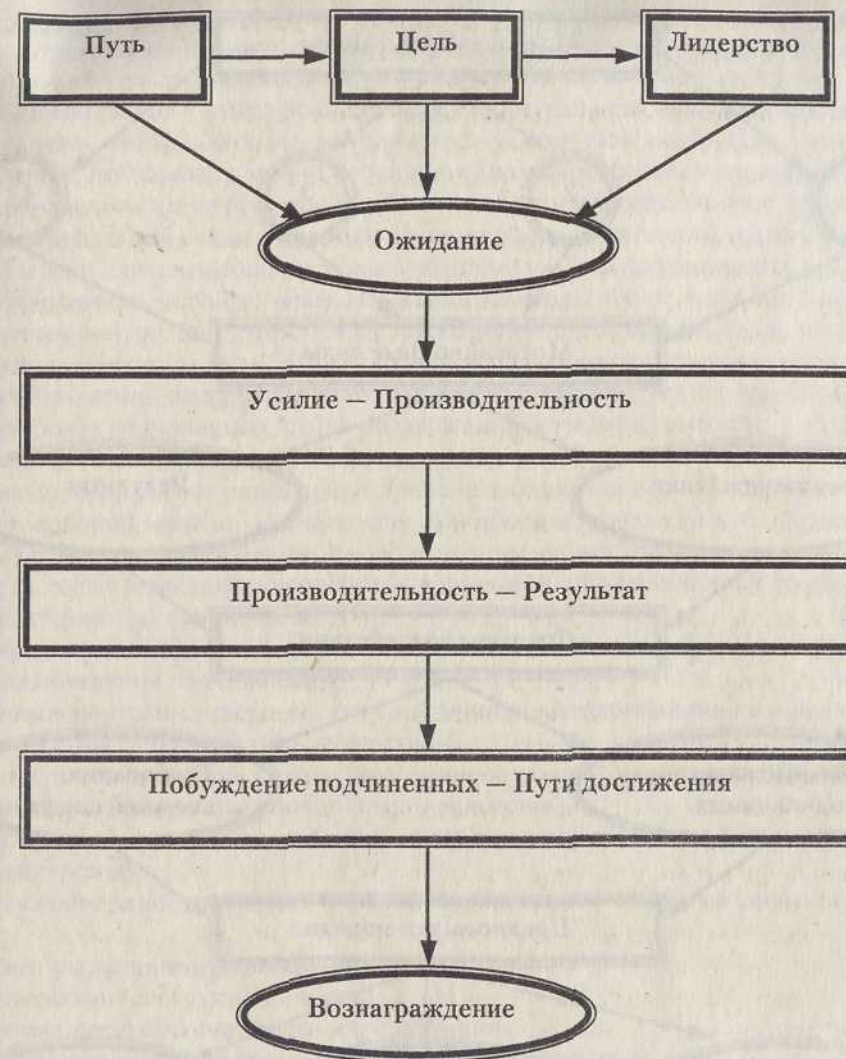 Путь
Цель
Лидерство
Ожидание
Усилие — Производительность
Производительность — Результат
Побуждение подчиненных — Пути достижения
Вознаграждение